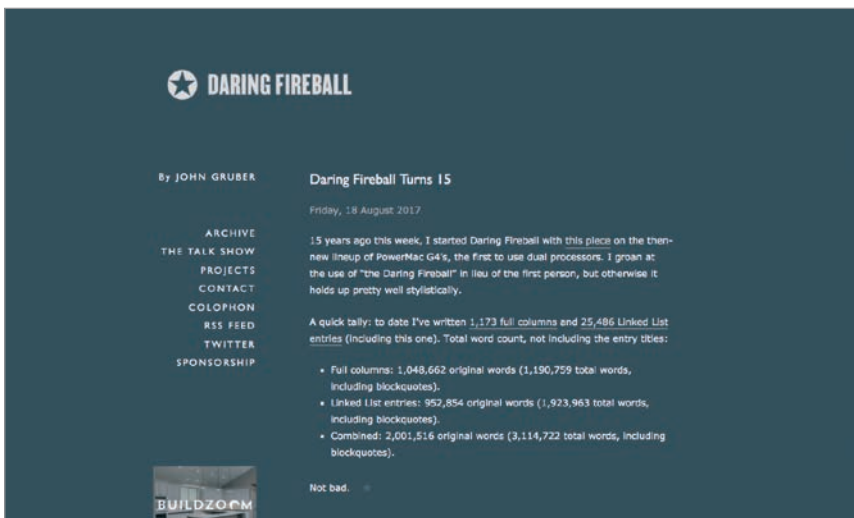 DARING FIREBALL
By JOHN GRUBER
ARCHIVE
THE TALK SHOW
PROJECTS
CONTACT
COLOPHON
RSS FEED
TWITTER
SPONSORSHIP
BUILDZOOM
Daring Fireball Turns 15
Friday, 18 August 2017
15 years ago this week, I started Daring Fireball with this piece on the then-
new lineup of PowerMac G4's, the first to use dual processors. I groan at
the use of "the Daring Fireball" in lieu of the first person, but otherwise it
holds up pretty well stylistically.
A quick tally: to date I've written 1,173 full columns and 25,486 Linked List
entries (including this one). Total word count, not including the entry titles:
• Full columns: 1,048,662 original words (1,190,759 total words,
including blockquotes).
• Linked List entries: 952,854 original words (1,923,963 total words,
including blockquotes).
• Combined: 2,001,516 original words (3,114,722 total words, including
blockquotes).
Not bad.